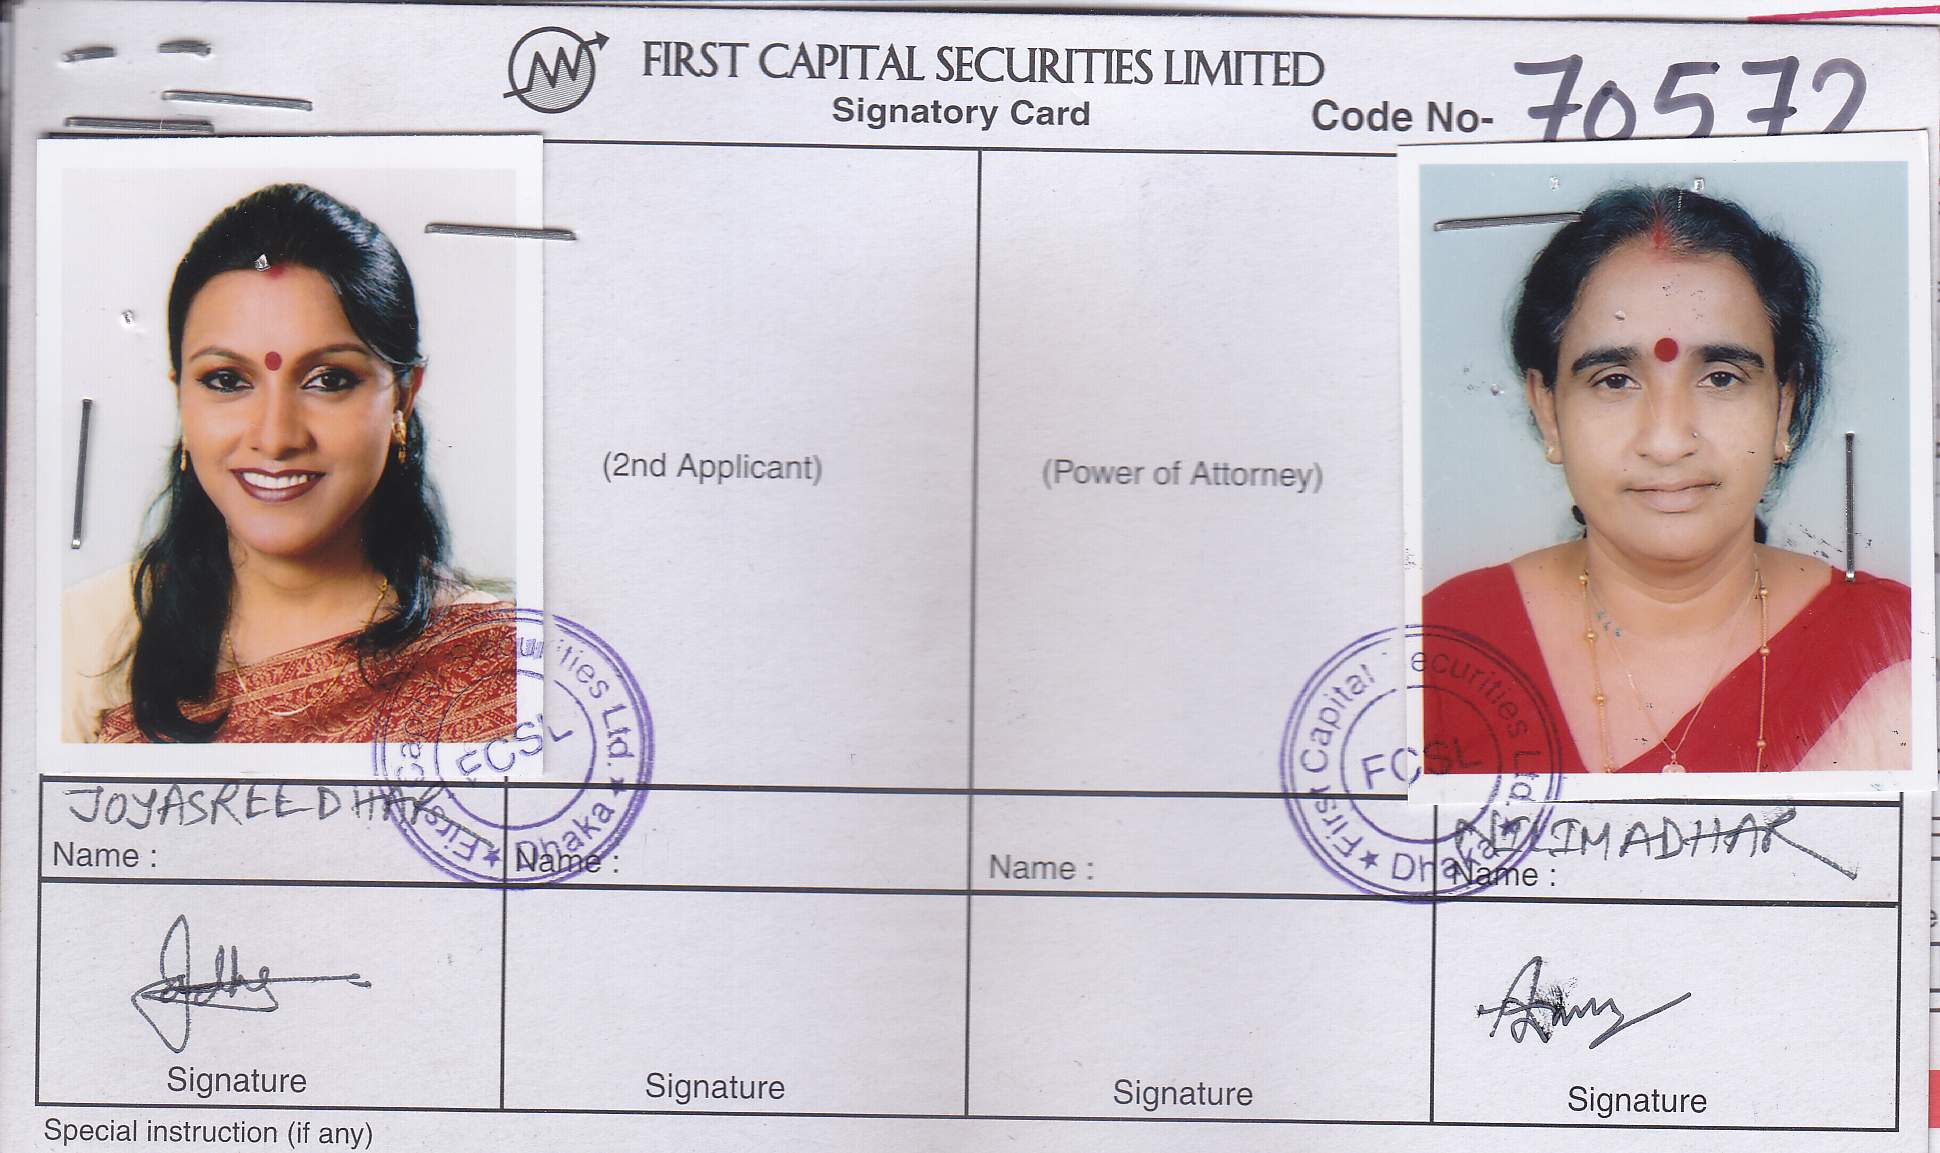 FIRST CAPITAL SECURITIES LIMITED
Signatory Card
Code No- 70572
(2nd Applicant)
(Power of Attorney)
First Capital Securities Ltd. ★ Dhaka ★
FCSL
First Capital Securities Ltd. ★ Dhaka ★
FCSL
JOYASREE DHAR
Name :
Name :
Name :
NILIMA DHAR
Name :
Signature
Signature
Signature
Signature
Special instruction (if any)